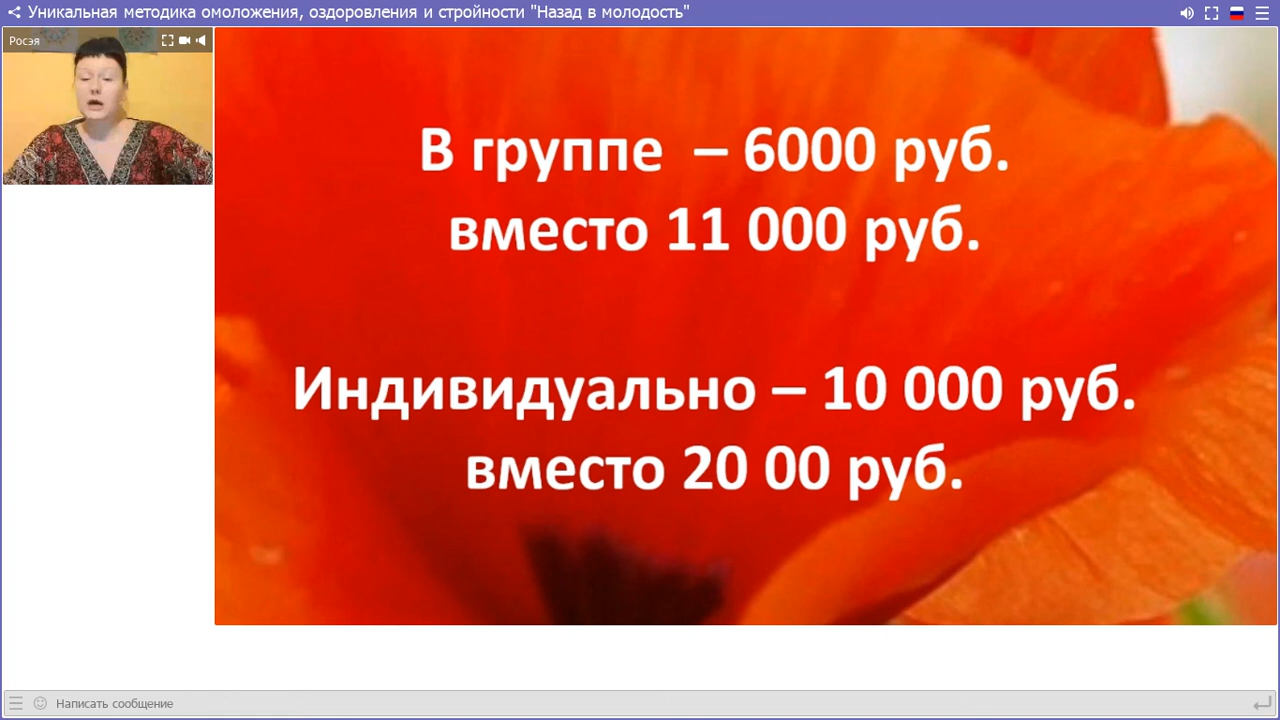 Уникальная методика омоложения, оздоровления и стройности "Назад в молодость"
Росэя
В группе – 6000 руб.
вместо 11 000 руб.
Индивидуально – 10 000 руб.
вместо 20 00 руб.
Написать сообщение